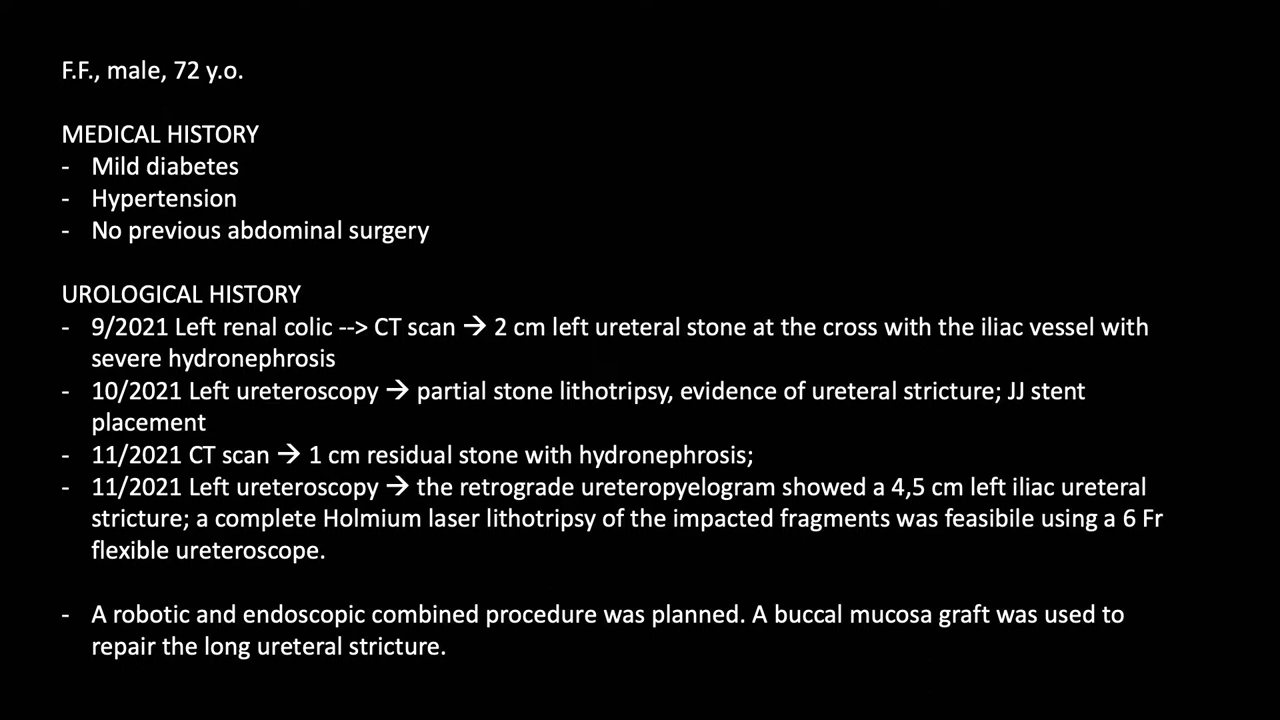 F.F., male, 72 y.o.
MEDICAL HISTORY
- Mild diabetes
- Hypertension
- No previous abdominal surgery
UROLOGICAL HISTORY
- 9/2021 Left renal colic --> CT scan → 2 cm left ureteral stone at the cross with the iliac vessel with
severe hydronephrosis
- 10/2021 Left ureteroscopy → partial stone lithotripsy, evidence of ureteral stricture; JJ stent
placement
- 11/2021 CT scan → 1 cm residual stone with hydronephrosis;
- 11/2021 Left ureteroscopy → the retrograde ureteropyelogram showed a 4,5 cm left iliac ureteral
stricture; a complete Holmium laser lithotripsy of the impacted fragments was feasibile using a 6 Fr
flexible ureteroscope.
- A robotic and endoscopic combined procedure was planned. A buccal mucosa graft was used to
repair the long ureteral stricture.